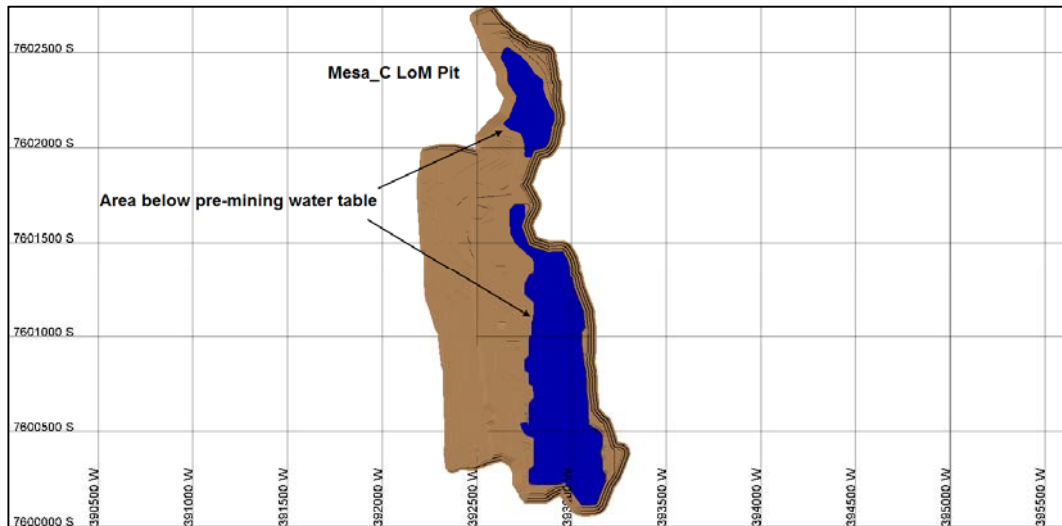 7602500 S
Mesa_C LoM Pit
7602000 S
Area below pre-mining water table
7601500 S
7601000 S
7600500 S
7600000 S
390500 W
391000 W
391500 W
392000 W
392500 W
393000 W
393500 W
394000 W
394500 W
395000 W
395500 W